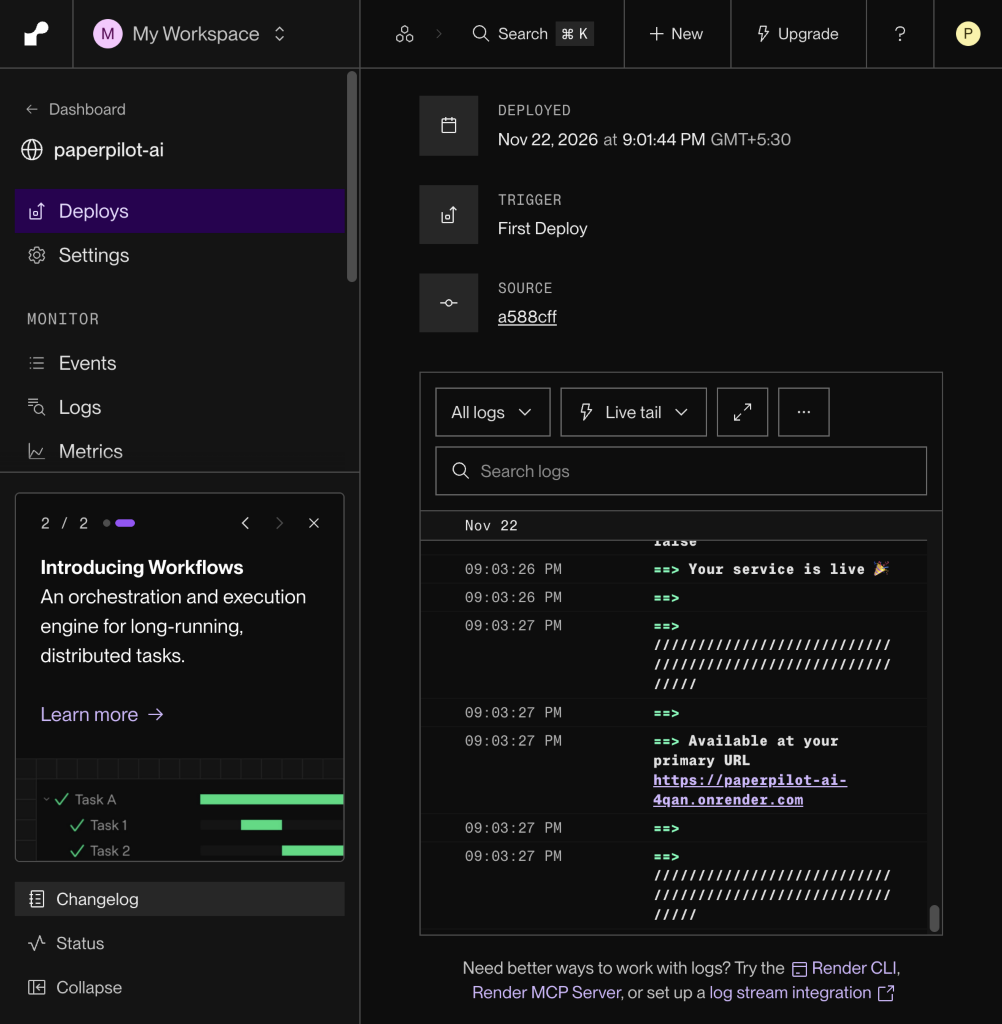 M My Workspace
Search ⌘ K
+ New
Upgrade
?
P
← Dashboard
paperpilot-ai
Deploys
Settings
MONITOR
Events
Logs
Metrics
2 / 2
Introducing Workflows
An orchestration and execution
engine for long-running,
distributed tasks.
Learn more →
Task A
Task 1
Task 2
Changelog
Status
Collapse
DEPLOYED
Nov 22, 2026 at 9:01:44 PM GMT+5:30
TRIGGER
First Deploy
SOURCE
a588cff
All logs
Live tail
···
Search logs
Nov 22
false
09:03:26 PM ==> Your service is live 🎉
09:03:26 PM ==>
09:03:27 PM ==>
///////////////////////////
///////////////////////////
/////
09:03:27 PM ==>
09:03:27 PM ==> Available at your
primary URL
https://paperpilot-ai-
4qan.onrender.com
09:03:27 PM ==>
09:03:27 PM ==>
///////////////////////////
///////////////////////////
/////
Need better ways to work with logs? Try the Render CLI,
Render MCP Server, or set up a log stream integration